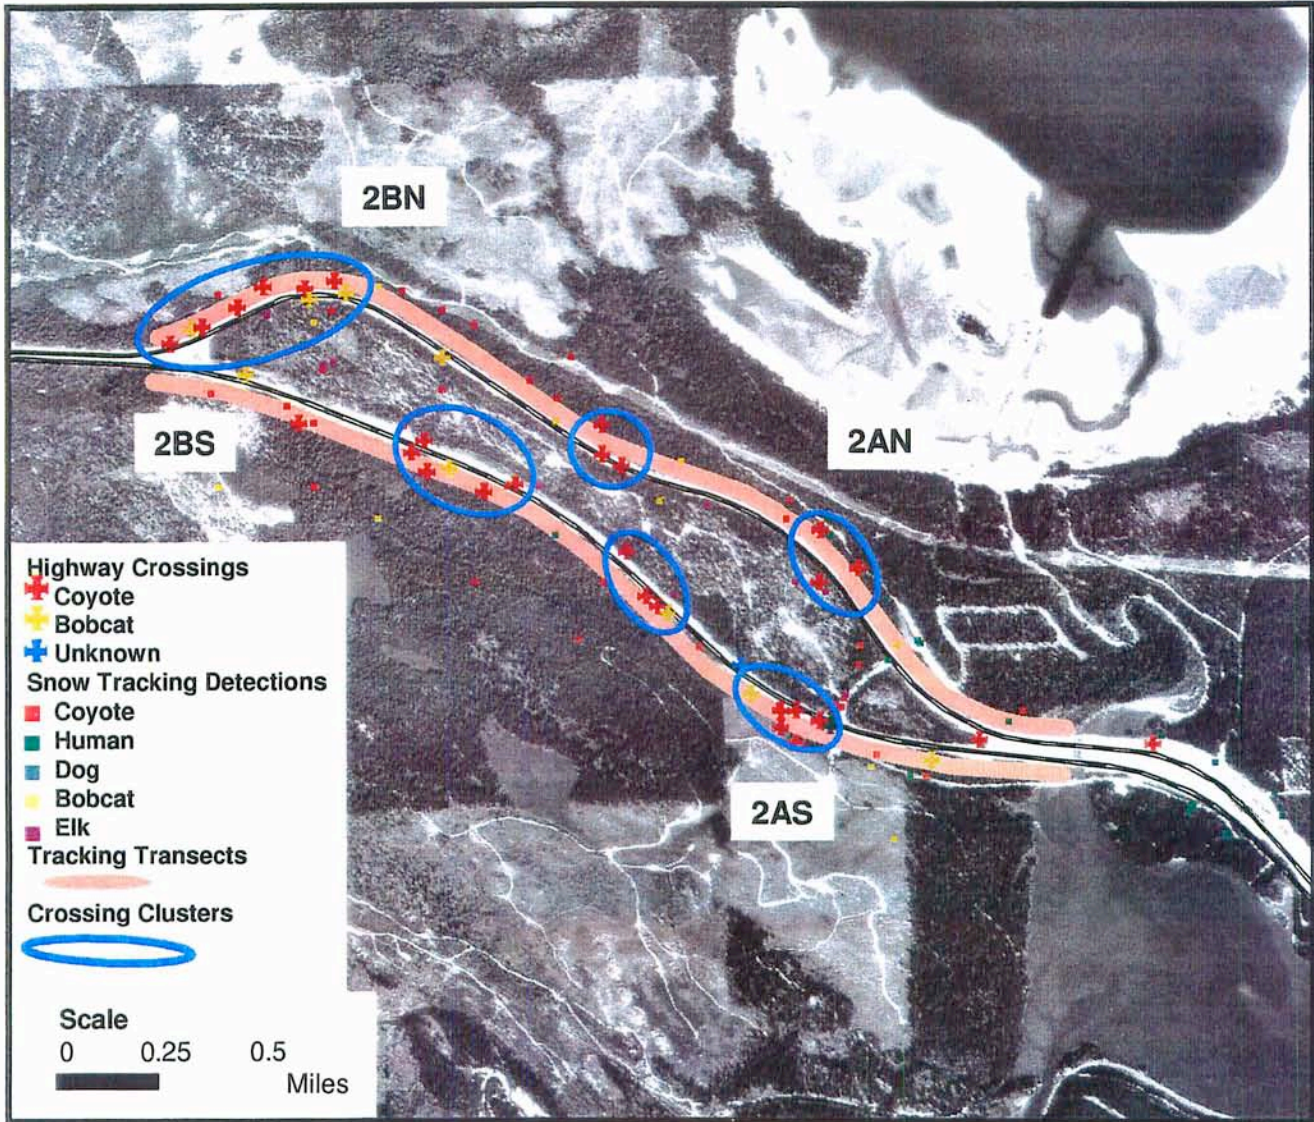 2BN
2BS
2AN
2AS
Highway Crossings
Coyote
Bobcat
Unknown
Snow Tracking Detections
Coyote
Human
Dog
Bobcat
Elk
Tracking Transects
Crossing Clusters
Scale
0 0.25 0.5
Miles